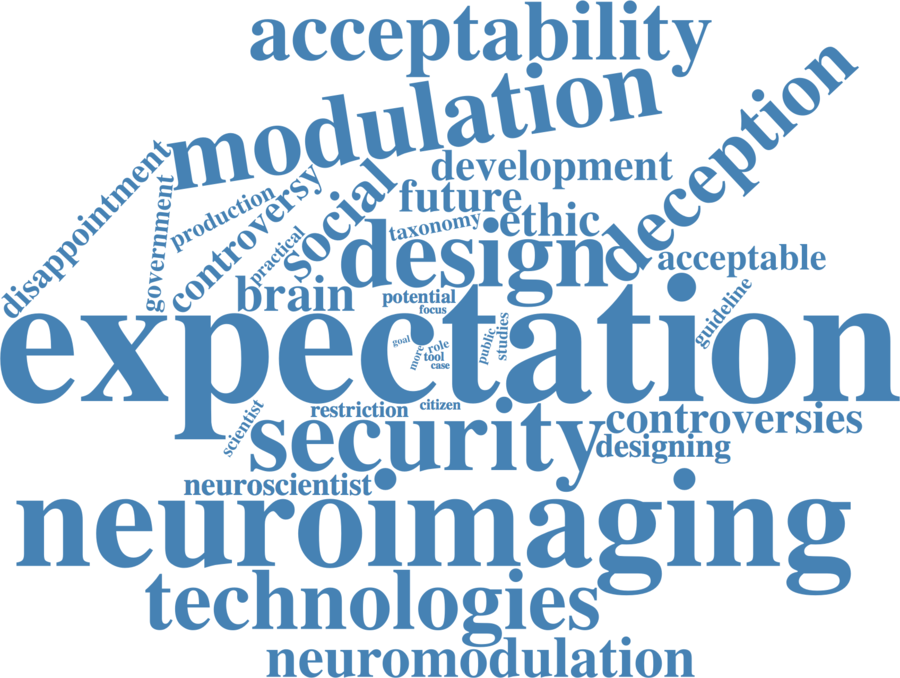 acceptability
modulation
deception
disappointment
government
production
controversy
practical
social
development
future
taxonomy
ethic
design
acceptable
brain
potential
focus
guideline
expectation
goal
more
role
tool
case
public
studies
scientist
restriction
citizen
security
controversies
designing
neuroscientist
neuroimaging
technologies
neuromodulation